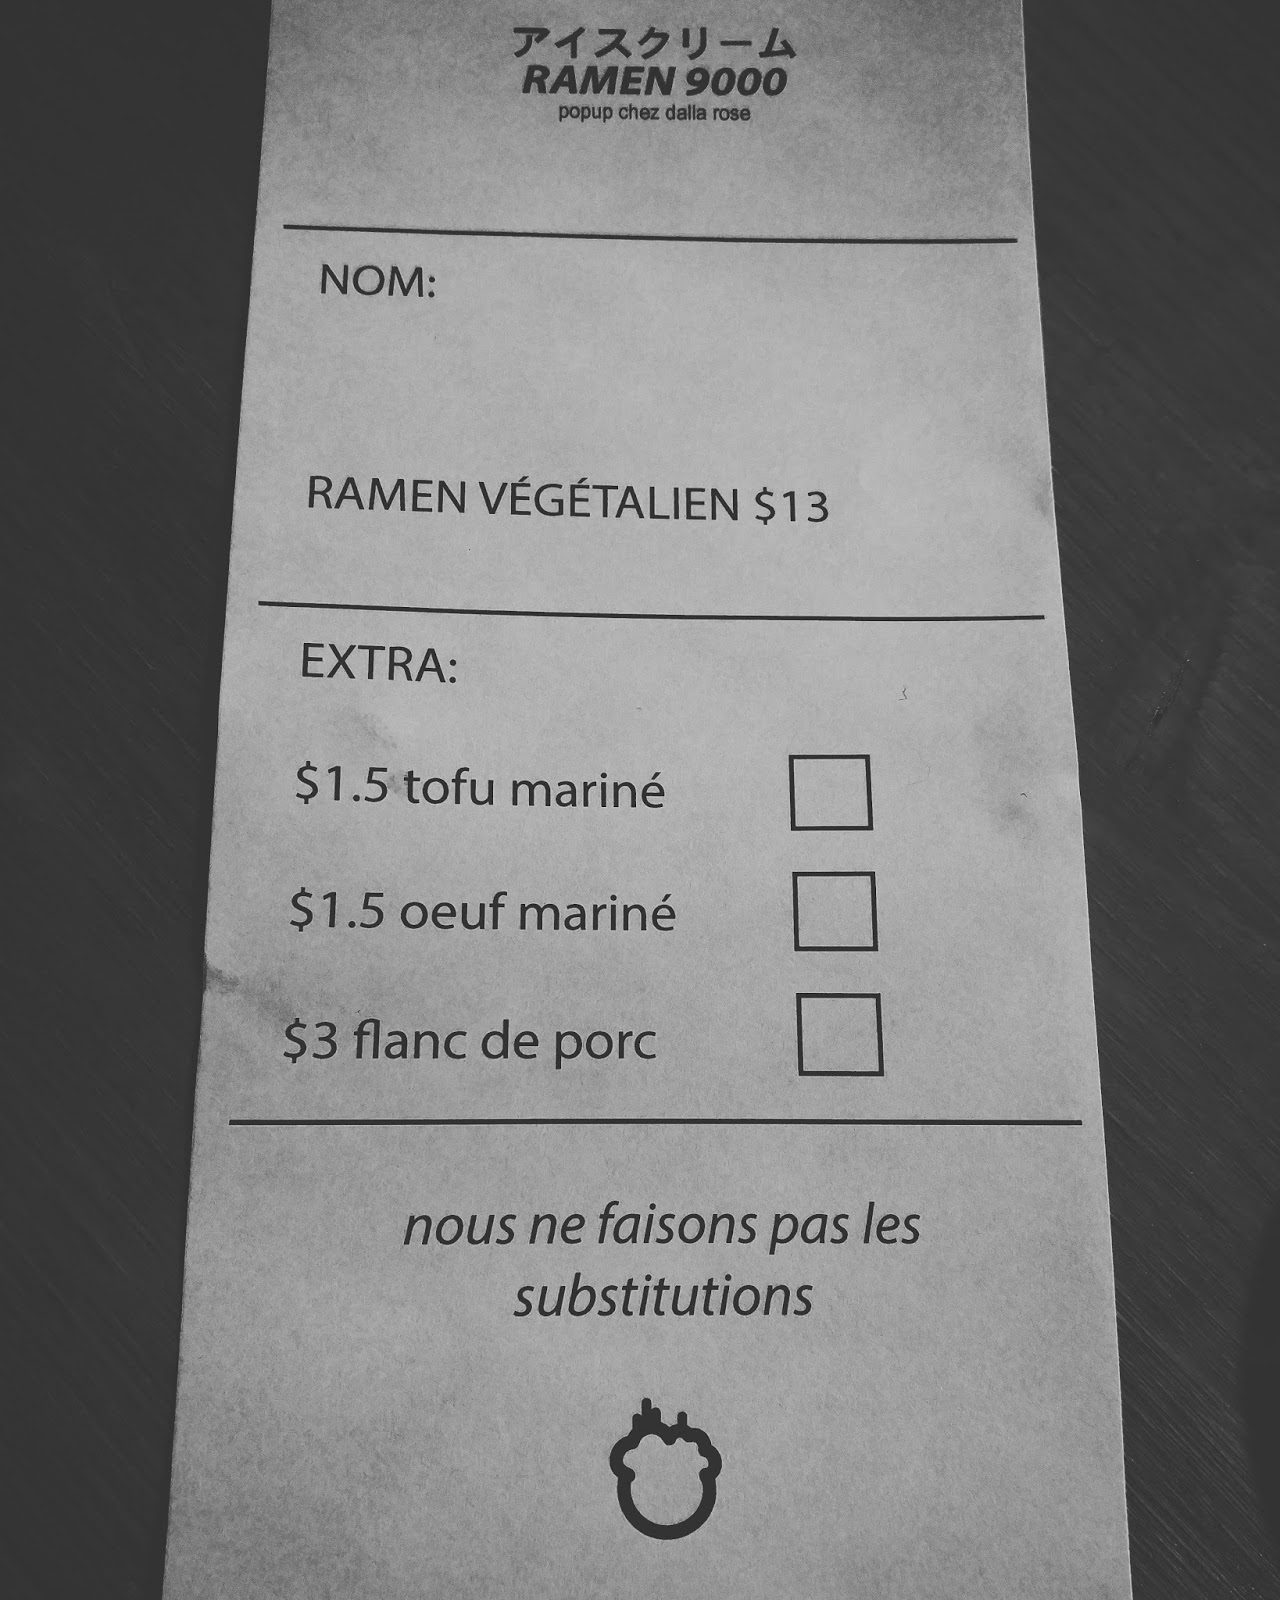 アイスクリーム
RAMEN 9000
popup chez dalla rose
NOM:
RAMEN VÉGÉTALIEN $13
EXTRA:
$1.5 tofu mariné
$1.5 oeuf mariné
$3 flanc de porc
nous ne faisons pas les
substitutions